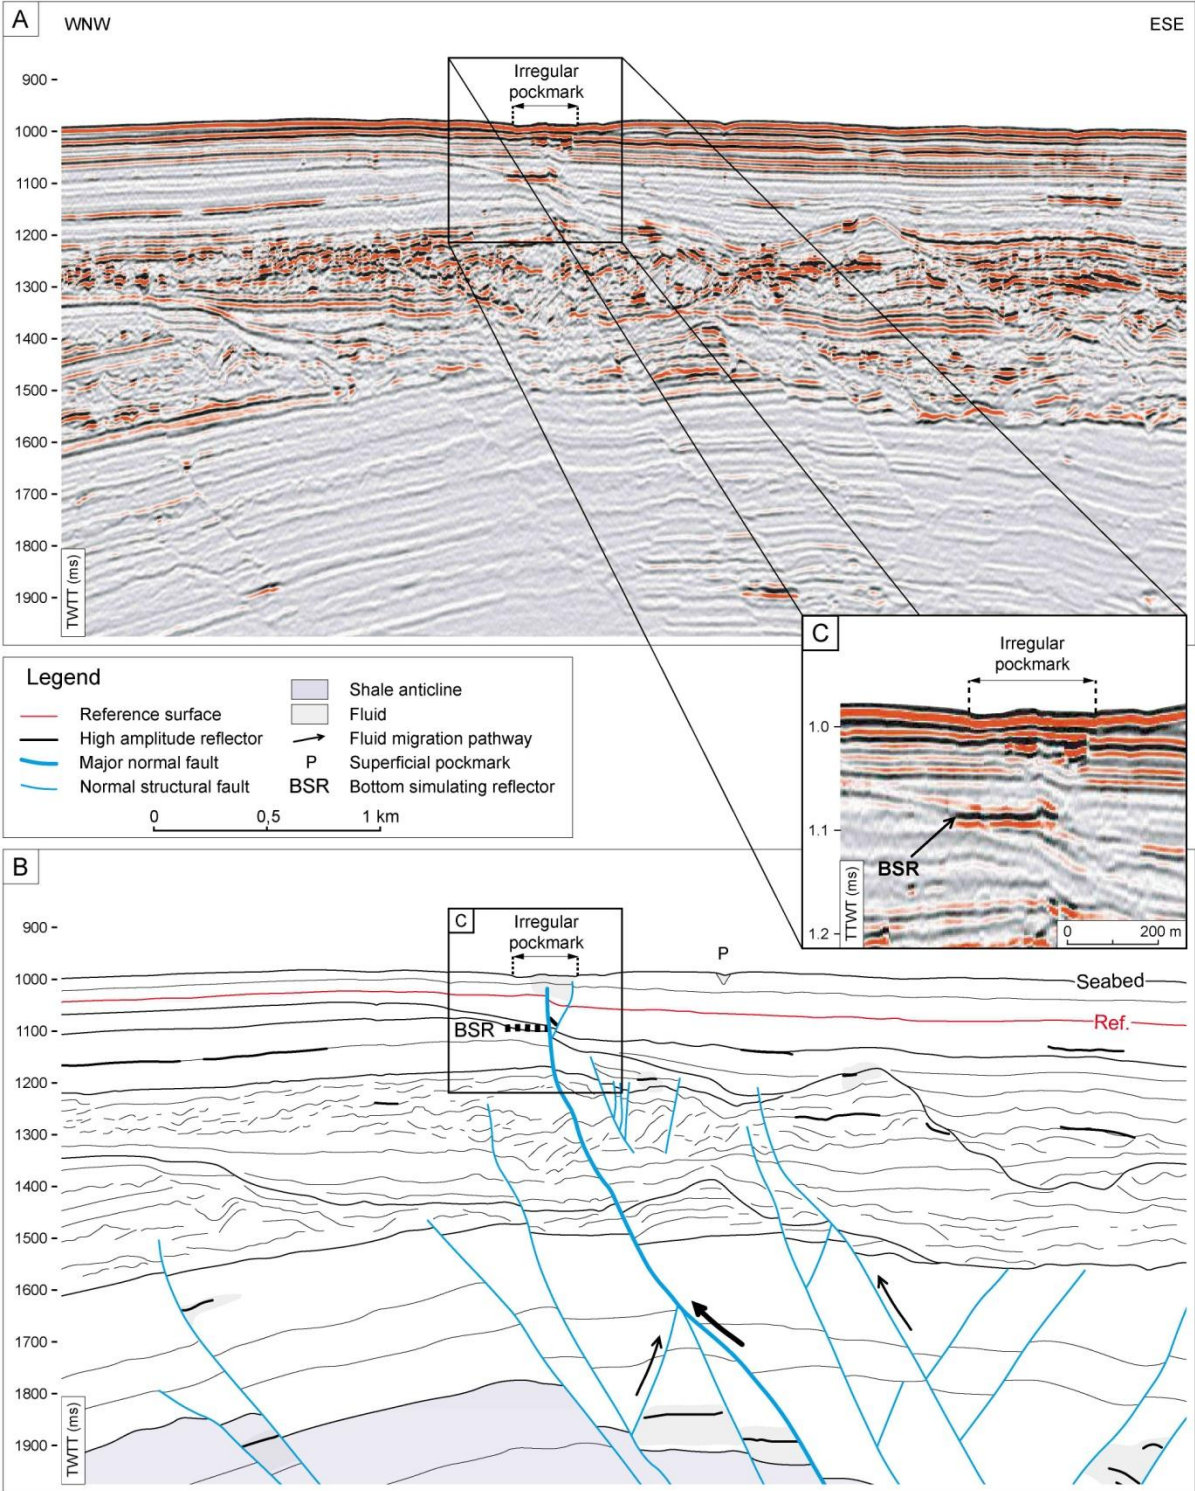 A
WNW
ESE
Irregular
pockmark
900
1000
1100
1200
1300
1400
1500
1600
1700
1800
1900
TWTT (ms)
Legend
Reference surface
High amplitude reflector
Major normal fault
Normal structural fault
Shale anticline
Fluid
Fluid migration pathway
P Superficial pockmark
BSR Bottom simulating reflector
0 0,5 1 km
C
Irregular
pockmark
1.0
1.1
BSR
1.2
TTWT (ms)
0 200 m
B
C
Irregular
pockmark
P
Seabed
Ref.
BSR
900
1000
1100
1200
1300
1400
1500
1600
1700
1800
1900
TWTT (ms)